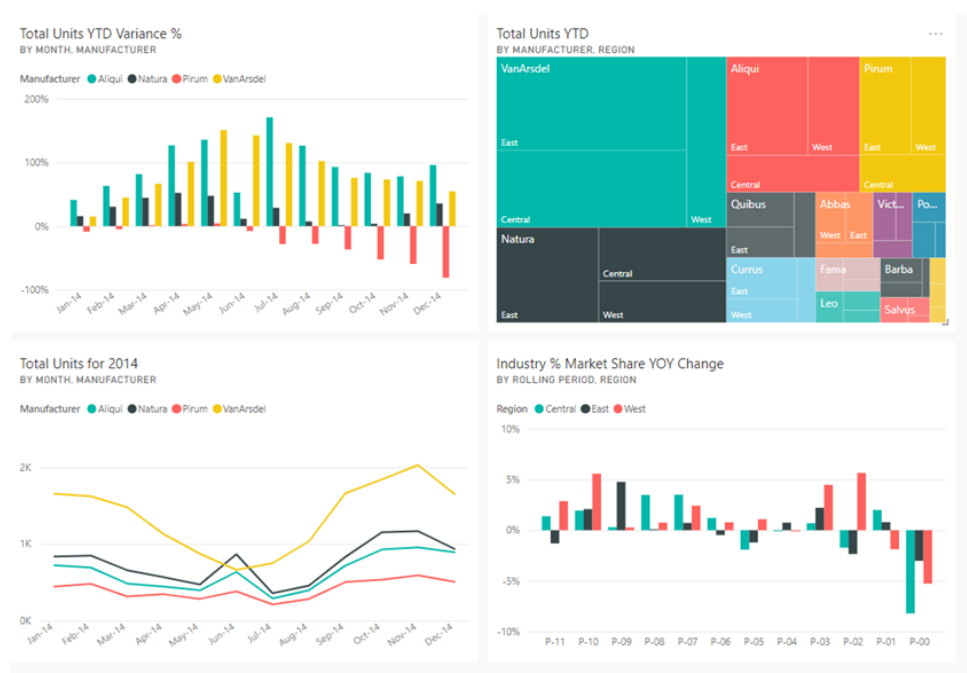 Total Units YTD Variance %
BY MONTH, MANUFACTURER
Manufacturer Aliqui Natura Pirum VanArsdel
200%
100%
0%
-100%
Jan-14 Feb-14 Mar-14 Apr-14 May-14 Jun-14 Jul-14 Aug-14 Sep-14 Oct-14 Nov-14 Dec-14
Total Units YTD
BY MANUFACTURER, REGION
VanArsdel
East
Central
West
Aliqui
East
West
Central
Pirum
East
West
Central
Natura
East
Central
West
Quibus
East
Abbas
West East
Vict...
Po...
Currus
East
West
Fama
Leo
Barba
Salvus
Total Units for 2014
BY MONTH, MANUFACTURER
Manufacturer Aliqui Natura Pirum VanArsdel
2K
1K
0K
Jan-14 Feb-14 Mar-14 Apr-14 May-14 Jun-14 Jul-14 Aug-14 Sep-14 Oct-14 Nov-14 Dec-14
Industry % Market Share YOY Change
BY ROLLING PERIOD, REGION
Region Central East West
10%
5%
0%
-5%
-10%
P-11 P-10 P-09 P-08 P-07 P-06 P-05 P-04 P-03 P-02 P-01 P-00